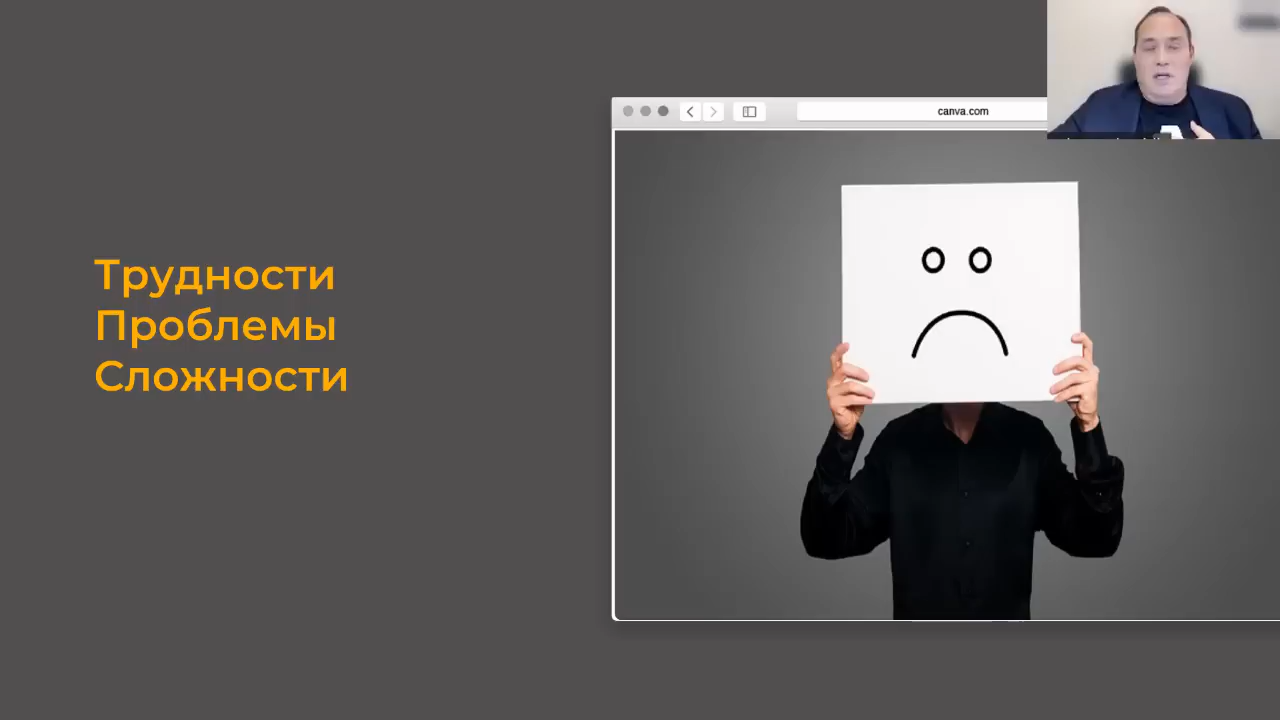 Трудности
Проблемы
Сложности
canva.com